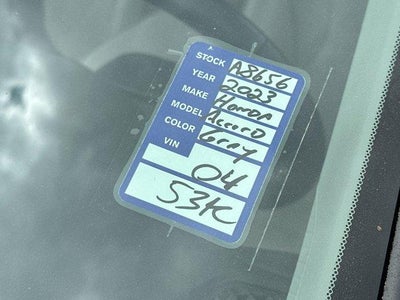 STOCK A8656
YEAR 2023
MAKE Honda
MODEL Accord
COLOR Gray
VIN
04
53K